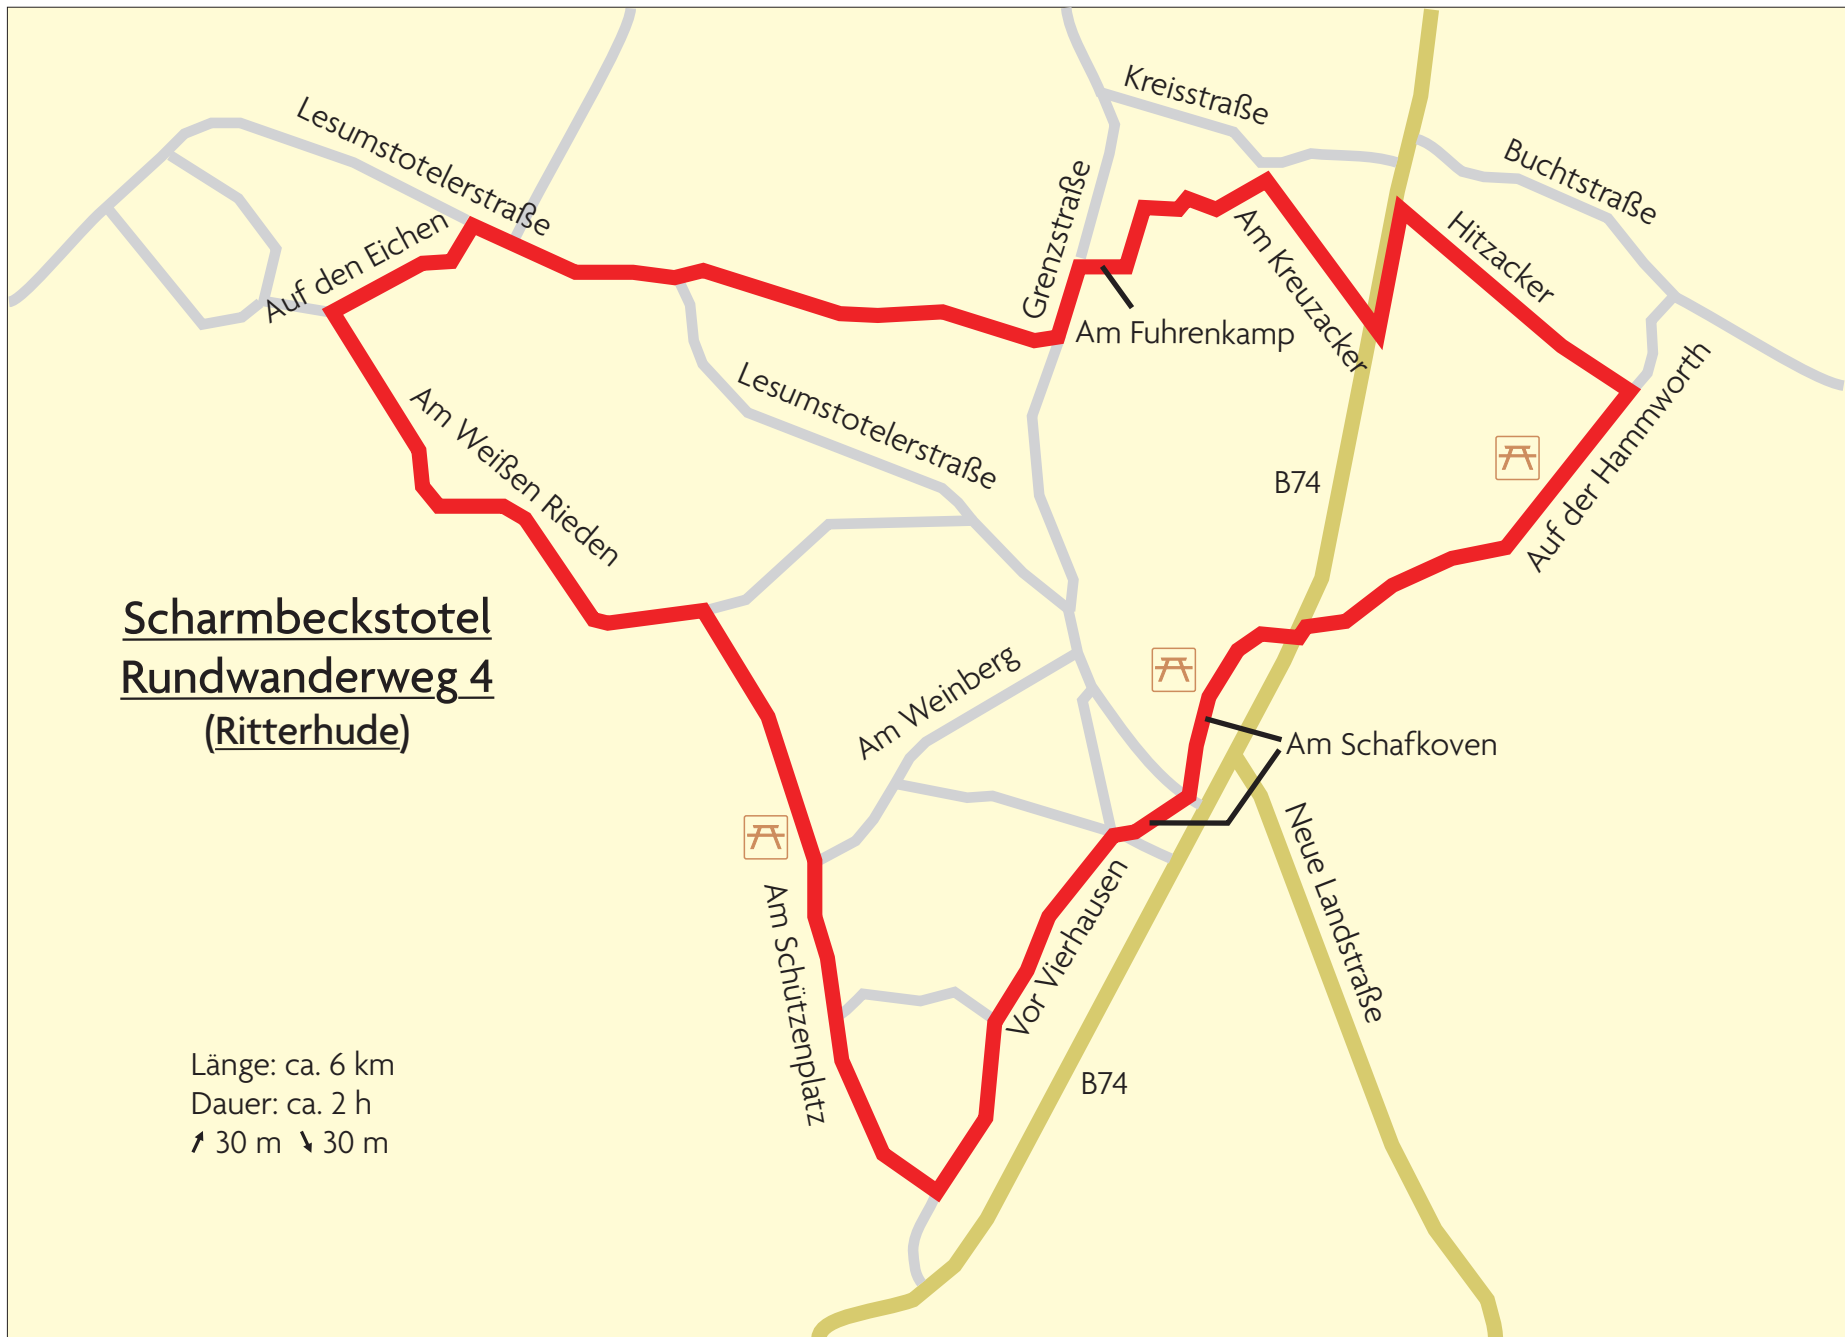 Kreisstraße
Lesumstotelerstraße
Buchtstraße
Auf den Eichen
Grenzstraße
Am Kreuzacker
Hitzacker
Am Fuhrenkamp
Am Weißen Rieden
Lesumstotelerstraße
B74
Auf der Hammworth
Scharmbeckstotel
Rundwanderweg 4
(Ritterhude)
Am Weinberg
Am Schafkoven
Neue Landstraße
Vor Vierhausen
Am Schützenplatz
B74
Länge: ca. 6 km
Dauer: ca. 2 h
30 m 30 m